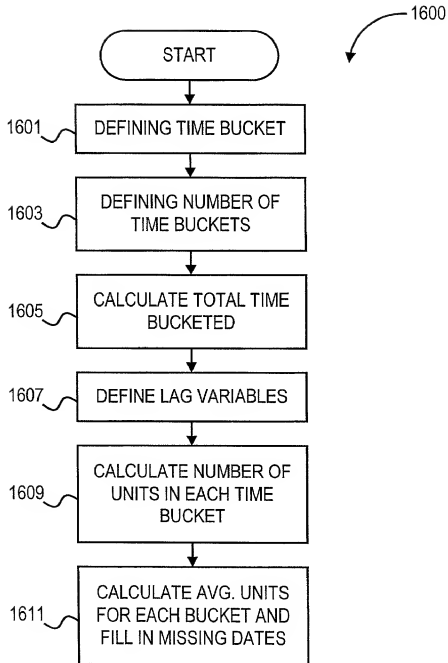 1600
START
1601
DEFINING TIME BUCKET
1603
DEFINING NUMBER OF
TIME BUCKETS
1605
CALCULATE TOTAL TIME
BUCKETED
1607
DEFINE LAG VARIABLES
1609
CALCULATE NUMBER OF
UNITS IN EACH TIME
BUCKET
1611
CALCULATE AVG. UNITS
FOR EACH BUCKET AND
FILL IN MISSING DATES